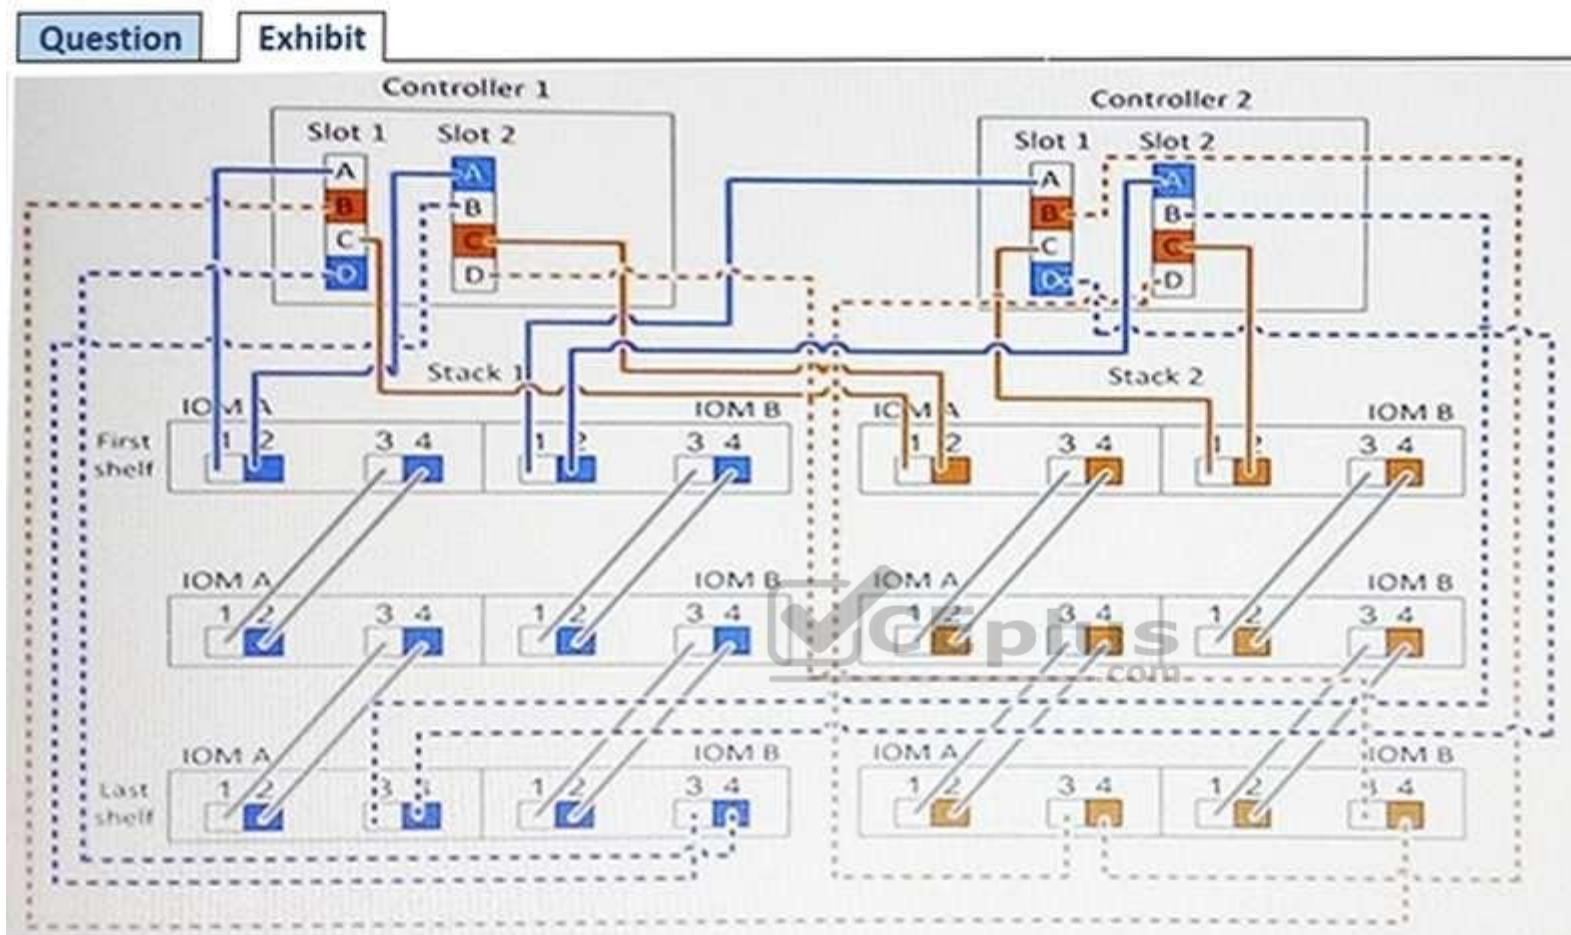 Question Exhibit
Controller 1
Controller 2
Slot 1 Slot 2
Slot 1 Slot 2
A A
B B
C C
D D
A A
B B
C C
D D
Stack 1
Stack 2
IOM A IOM B
IOM A IOM B
First shelf
1 2 3 4 1 2 3 4
1 2 3 4 1 2 3 4
IOM A IOM B
IOM A IOM B
1 2 3 4 1 2 3 4
1 2 3 4 1 2 3 4
VCEplus
.com
IOM A IOM B
IOM A IOM B
Last shelf
1 2 3 1 2 3 4
1 2 3 4 1 2 4